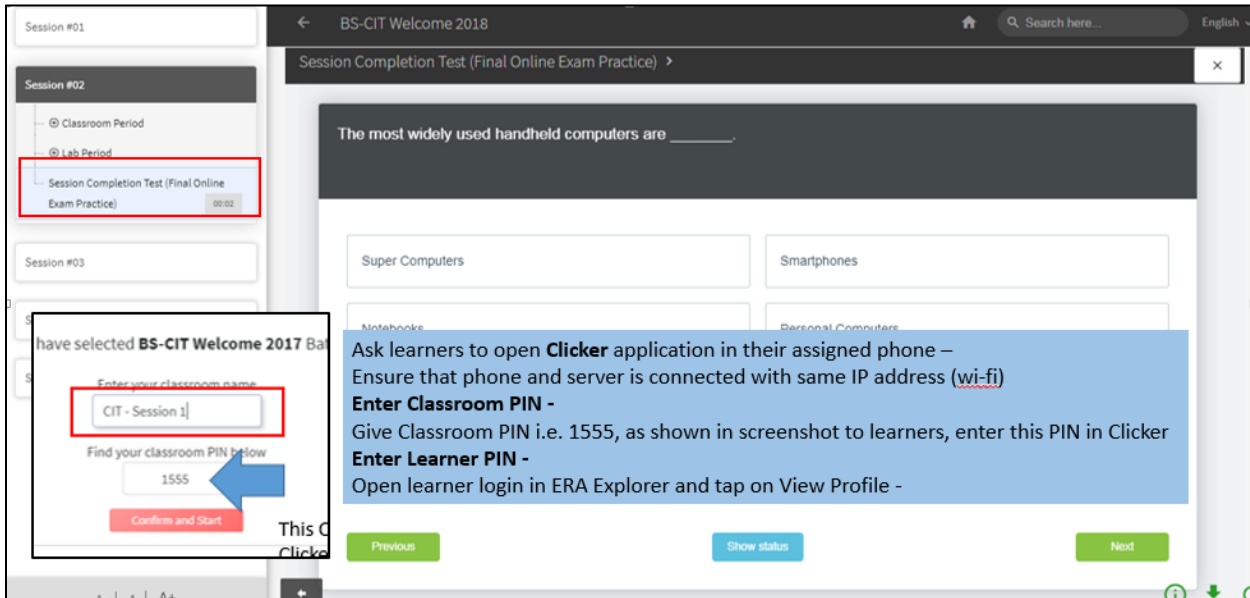 Session #01
Session #02
Classroom Period
Lab Period
Session Completion Test (Final Online
Exam Practice)
00:02
Session #03
BS-CIT Welcome 2018
Search here...
English
Session Completion Test (Final Online Exam Practice) >
The most widely used handheld computers are _______.
Super Computers
Smartphones
Notebooks
Personal Computers
have selected BS-CIT Welcome 2017 Bat
Enter your classroom name
CIT - Session 1
Find your classroom PIN below
1555
Confirm and Start
Ask learners to open Clicker application in their assigned phone –
Ensure that phone and server is connected with same IP address (wi-fi)
Enter Classroom PIN -
Give Classroom PIN i.e. 1555, as shown in screenshot to learners, enter this PIN in Clicker
Enter Learner PIN -
Open learner login in ERA Explorer and tap on View Profile -
This C
Clicke
Previous
Show status
Next